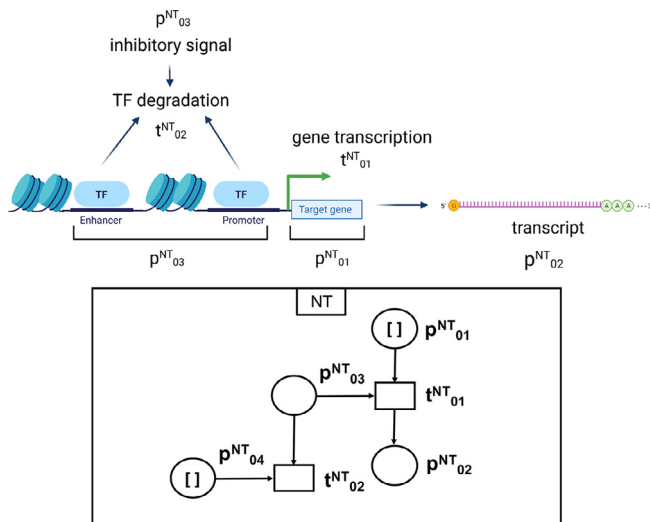 p^NT_03
inhibitory signal
TF degradation
t^NT_02
gene transcription
t^NT_01
TF
TF
Enhancer
Promoter
Target gene
5' G A A A
transcript
p^NT_03
p^NT_01
p^NT_02
NT
[ ] p^NT_01
p^NT_03
t^NT_01
p^NT_04
p^NT_02
[ ]
t^NT_02